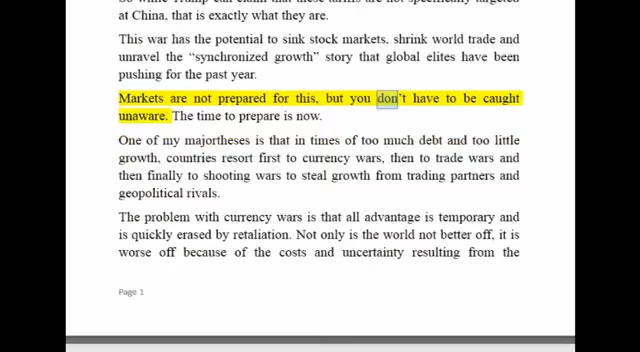 So while Trump can claim that these tariffs are not specifically targeted
at China, that is exactly what they are.
This war has the potential to sink stock markets, shrink world trade and
unravel the “synchronized growth” story that global elites have been
pushing for the past year.
Markets are not prepared for this, but you don’t have to be caught
unaware. The time to prepare is now.
One of my majortheses is that in times of too much debt and too little
growth, countries resort first to currency wars, then to trade wars and
then finally to shooting wars to steal growth from trading partners and
geopolitical rivals.
The problem with currency wars is that all advantage is temporary and
is quickly erased by retaliation. Not only is the world not better off, it is
worse off because of the costs and uncertainty resulting from the
Page 1